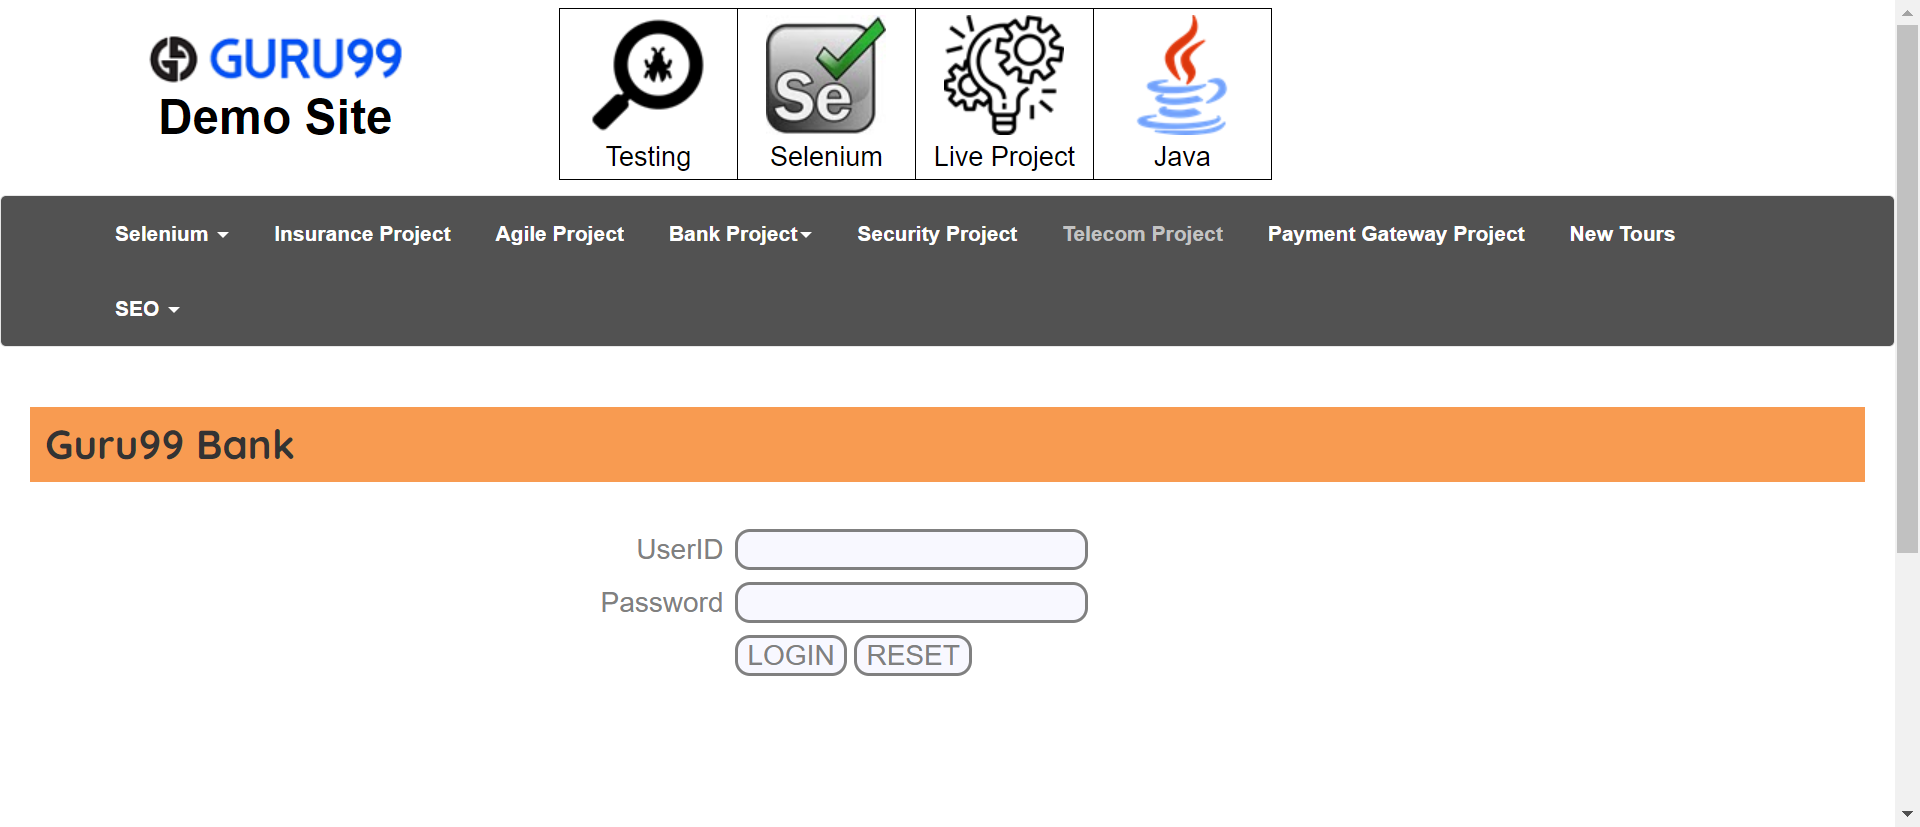 GURU99
Demo Site
Testing
Se
Selenium
Live Project
Java
Selenium
Insurance Project
Agile Project
Bank Project
Security Project
Telecom Project
Payment Gateway Project
New Tours
SEO
Guru99 Bank
UserID
Password
LOGIN
RESET